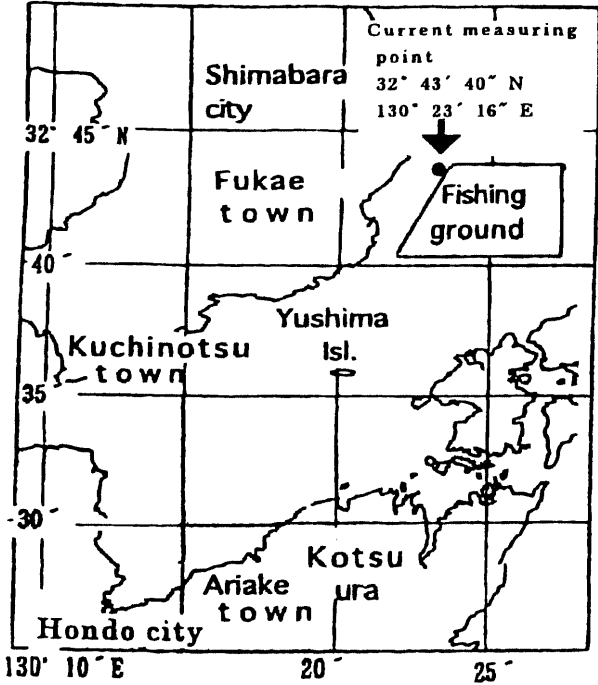 Current measuring
point
32° 43′ 40″ N
130° 23′ 16″ E
Shimabara
city
32° 45′ N
Fukae
town
Fishing
ground
40′
Yushima
Isl.
Kuchinotsu
town
35′
30′
Kotsu
ura
Ariake
town
Hondo city
130° 10′ E
20′
25′